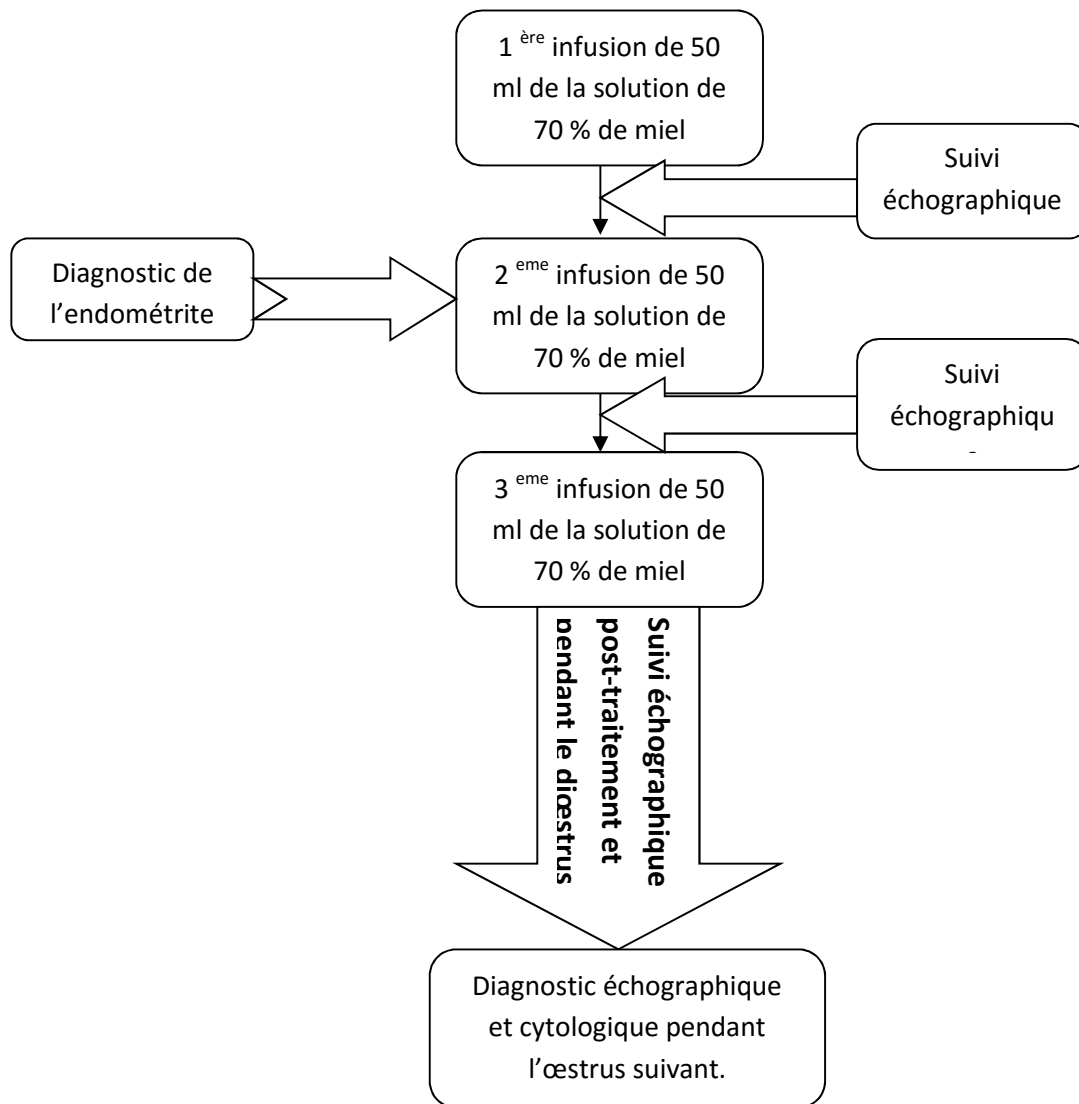 1 ère infusion de 50
ml de la solution de
70 % de miel
Suivi
échographique
Diagnostic de
l’endométrite
2 eme infusion de 50
ml de la solution de
70 % de miel
Suivi
échographiqu
3 eme infusion de 50
ml de la solution de
70 % de miel
Suivi échographique
post-traitement et
pendant le diœstrus
Diagnostic échographique
et cytologique pendant
l’œstrus suivant.